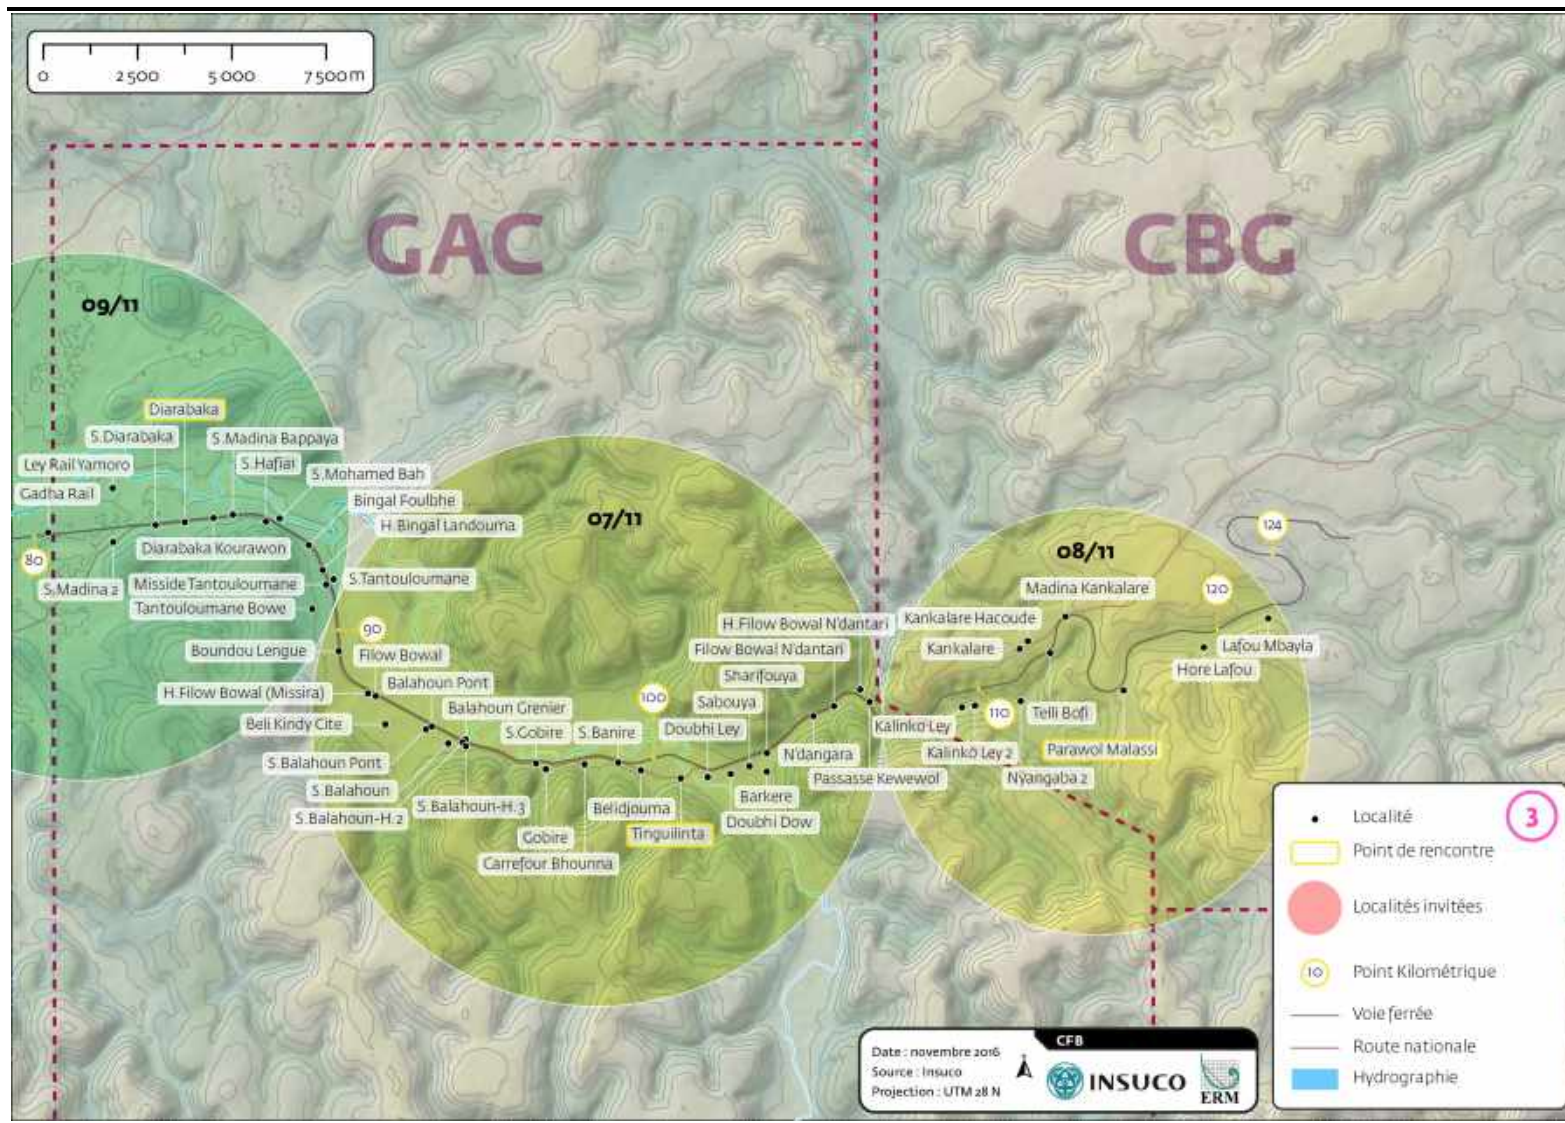 0 2 500 5 000 7 500 m
GAC
CBG
09/11
Diarabaka
S.Diarabaka
S.Madina Bappaya
Ley Rail Yamoro
S.Hafiai
S.Mohamed Bah
Gadha Rail
Bingal Foulbhe
H.Bingal Landouma
07/11
124
08/11
Diarabaka Kourawon
80
S.Madina 2
Misside Tantouloumane
S.Tantouloumane
Madina Kankalare
120
Tantouloumane Bowe
H.Filow Bowal N'dantari
Kankalare Hacoude
90
Boundou Lengue
Filow Bowal
Filow Bowal N'dantari
Kankalare
Lafou Mbayla
Hore Lafou
Sharifouya
Balahoun Pont
H.Filow Bowal (Missira)
100
Sabouya
Balahoun Grenier
Beli Kindy Cite
S.Gobire
S.Banire
Doubhi Ley
Kalinko Ley
110
Telli Bofi
N'dangara
Kalinko Ley 2
Parawol Malassi
S.Balahoun Pont
Passasse Kewewol
Nyangaba 2
S.Balahoun
S.Balahoun-H.3
Belidjouma
Barkere
S.Balahoun-H.2
Doubhi Dow
Gobire
Tinguilinta
Carrefour Bhounna
3
Localité
Point de rencontre
Localités invitées
10 Point Kilométrique
Voie ferrée
Route nationale
Hydrographie
CFB
Date : novembre 2016
Source : Insuco
Projection : UTM 28 N
INSUCO
ERM